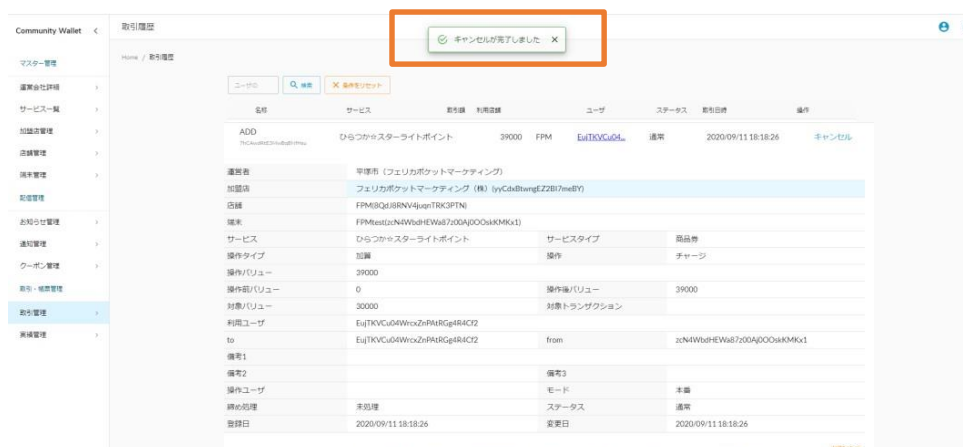 Community Wallet <
取引履歴
キャンセルが完了しました ×
マスター管理
Home / 取引履歴
運営会社詳細
サービス一覧
加盟店管理
店舗管理
端末管理
配信管理
お知らせ管理
通知管理
クーポン管理
取引・帳票管理
取引管理
実績管理
ユーザID 検索 × 条件をリセット
名称 サービス 取引額 利用店舗 ユーザ ステータス 取引日時 操作
ADD ひらつか☆スターライトポイント 39000 FPM EujTKVCu04... 通常 2020/09/11 18:18:26 キャンセル
運営者 平塚市（フェリカポケットマーケティング）
加盟店 フェリカポケットマーケティング（株）(yyCdxBtwngEZ2BI7meBY)
店舗 FPM(8QdJ8RNV4juqnTRK3PTN)
端末 FPMtest(zcN4WbdHEWa87z00Aj0OOskKMKx1)
サービス ひらつか☆スターライトポイント サービスタイプ 商品券
操作タイプ 加算 操作 チャージ
操作バリュー 39000
操作前バリュー 0 操作後バリュー 39000
対象バリュー 30000 対象トランザクション
利用ユーザ EujTKVCu04WrcxZnPAtRGg4R4Cf2
to EujTKVCu04WrcxZnPAtRGg4R4Cf2 from zcN4WbdHEWa87z00Aj0OOskKMKx1
備考1
備考2 備考3
操作ユーザ モード 本番
締め処理 未処理 ステータス 通常
登録日 2020/09/11 18:18:26 変更日 2020/09/11 18:18:26